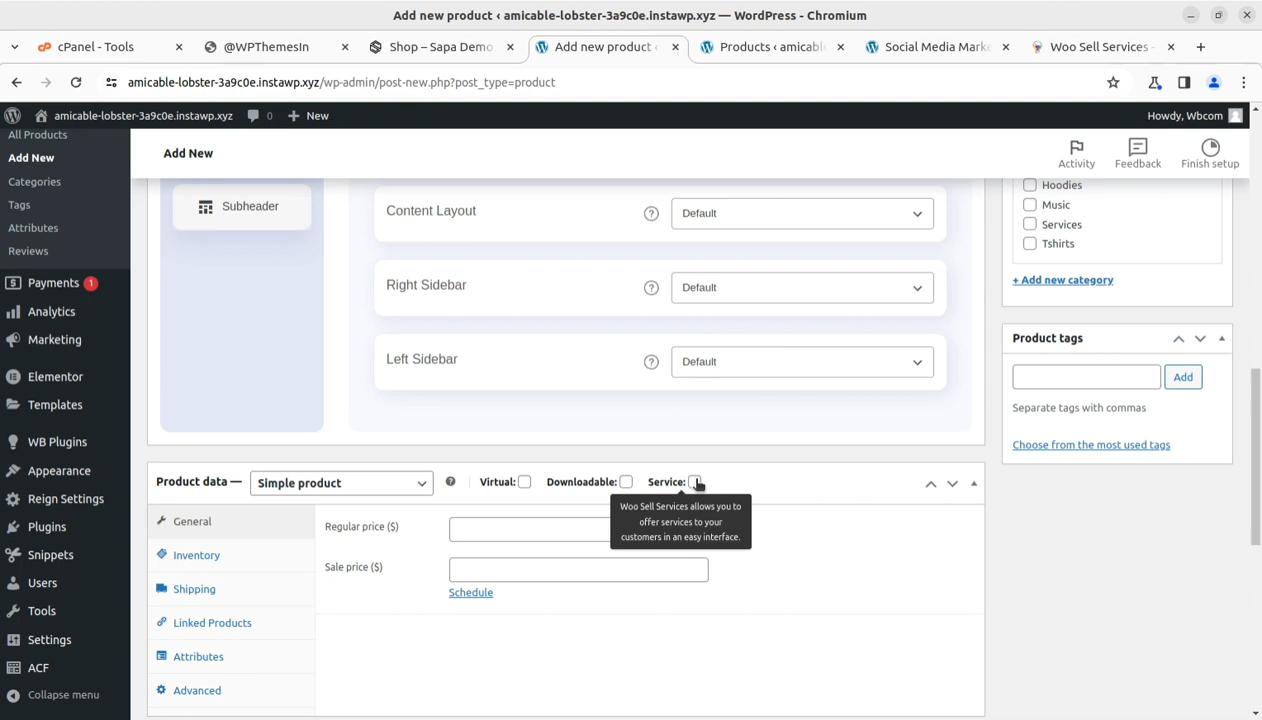 Add new product ‹ amicable-lobster-3a9c0e.instawp.xyz — WordPress - Chromium
cPanel - Tools
@WPThemesIn
Shop – Sapa Demo
Add new product ‹
Products ‹ amicabl
Social Media Mark
Woo Sell Services -
amicable-lobster-3a9c0e.instawp.xyz/wp-admin/post-new.php?post_type=product
amicable-lobster-3a9c0e.instawp.xyz
0
New
Howdy, Wbcom
All Products
Add New
Categories
Tags
Attributes
Reviews
Payments 1
Analytics
Marketing
Elementor
Templates
WB Plugins
Appearance
Reign Settings
Plugins
Snippets
Users
Tools
Settings
ACF
Collapse menu
Add New
Activity
Feedback
Finish setup
Subheader
Content Layout
?
Default
Right Sidebar
?
Default
Left Sidebar
?
Default
Hoodies
Music
Services
Tshirts
+ Add new category
Product tags
Add
Separate tags with commas
Choose from the most used tags
Product data —
Simple product
?
Virtual:
Downloadable:
Service:
Woo Sell Services allows you to
offer services to your
customers in an easy interface.
General
Inventory
Shipping
Linked Products
Attributes
Advanced
Regular price ($)
Sale price ($)
Schedule